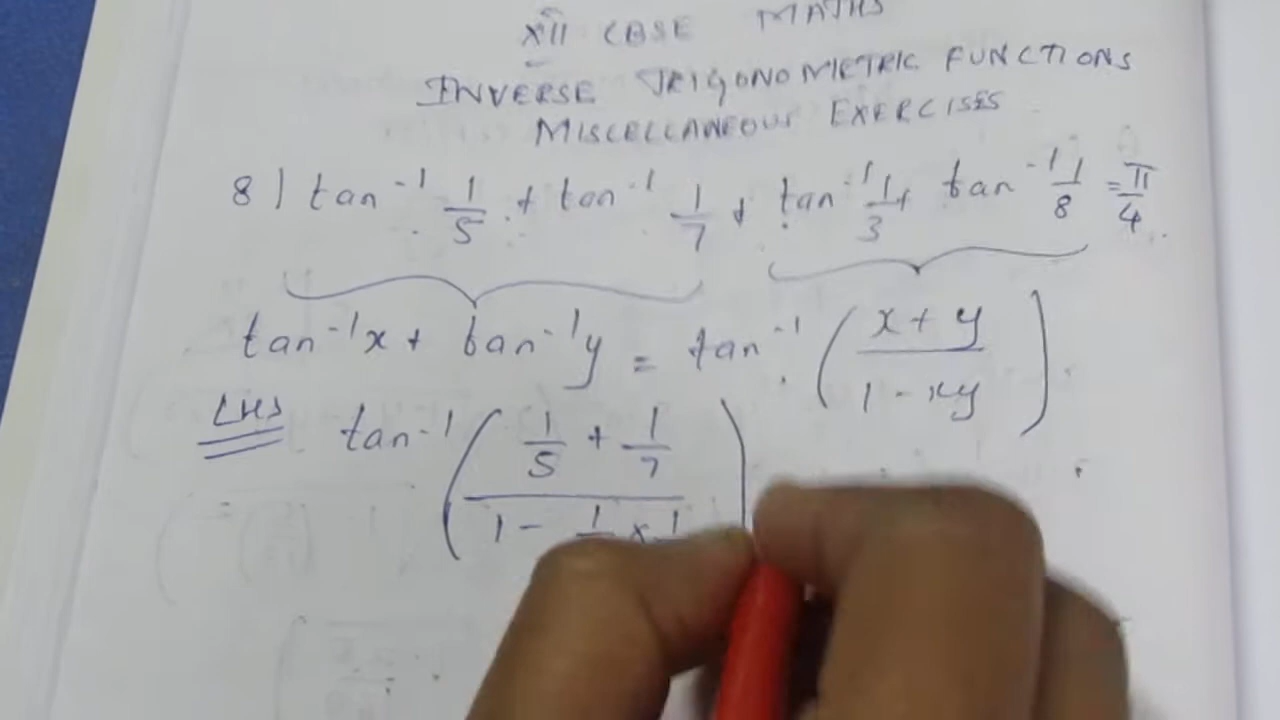 XII CBSE MATHS
INVERSE TRIGONOMETRIC FUNCTIONS
MISCELLANEOUS EXERCISES
8) tan⁻¹ 1/5 + tan⁻¹ 1/7 + tan⁻¹ 1/3 + tan⁻¹ 1/8 = π/4
tan⁻¹x + tan⁻¹y = tan⁻¹ ( x + y / 1 - xy )
LHS tan⁻¹ ( 1/5 + 1/7 / 1 - 1/ × 1/ )